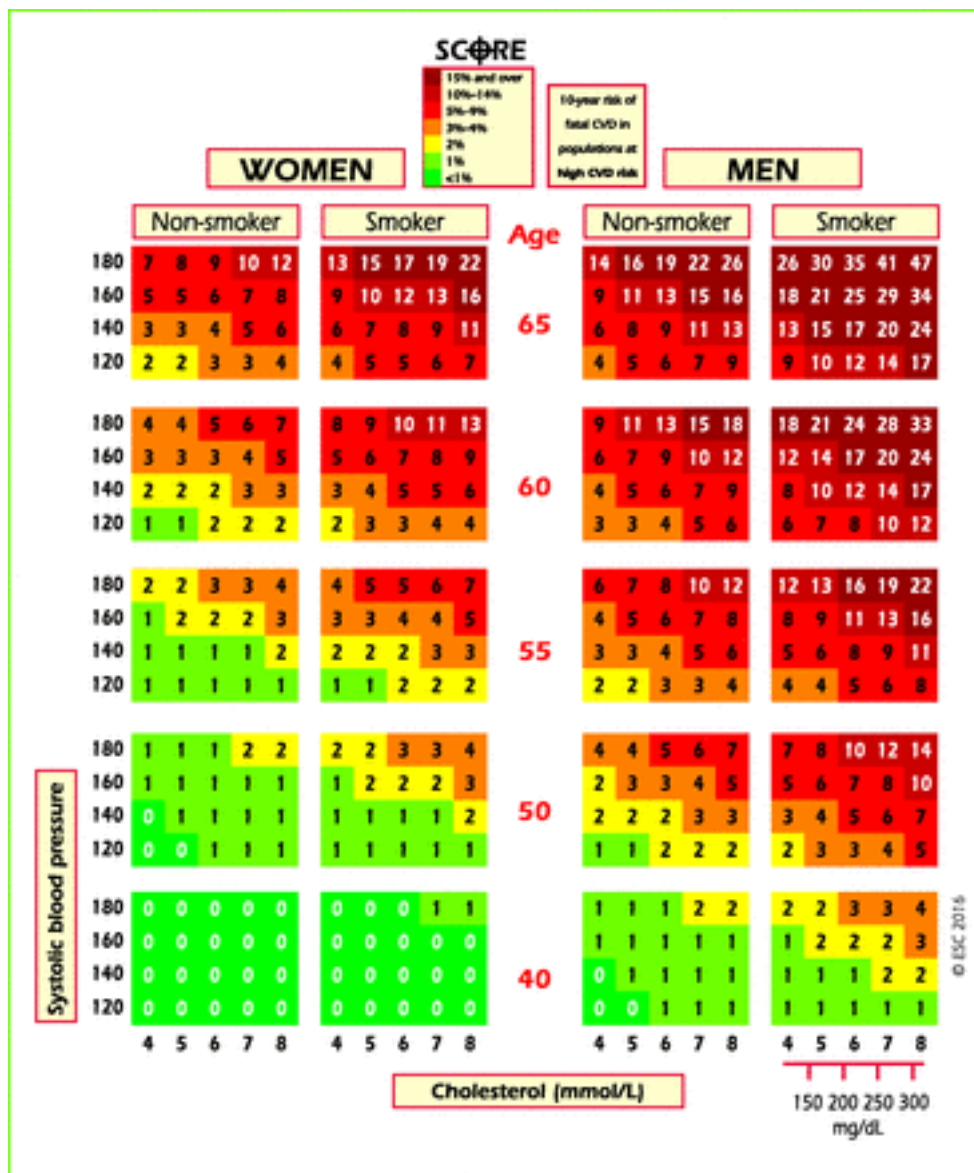 SCORE
15% and over
10%–14%
5%–9%
3%–4%
2%
1%
<1%
10-year risk of
fatal CVD in
populations at
high CVD risk
WOMEN
MEN
Non-smoker Smoker Age Non-smoker Smoker
180 7 8 9 10 12 13 15 17 19 22 14 16 19 22 26 26 30 35 41 47
160 5 5 6 7 8 9 10 12 13 16 9 11 13 15 16 18 21 25 29 34
65
140 3 3 4 5 6 6 7 8 9 11 6 8 9 11 13 13 15 17 20 24
120 2 2 3 3 4 4 5 5 6 7 4 5 6 7 9 9 10 12 14 17
180 4 4 5 6 7 8 9 10 11 13 9 11 13 15 18 18 21 24 28 33
160 3 3 3 4 5 5 6 7 8 9 6 7 9 10 12 12 14 17 20 24
60
140 2 2 2 3 3 3 4 5 5 6 4 5 6 7 9 8 10 12 14 17
120 1 1 2 2 2 2 3 3 4 4 3 3 4 5 6 6 7 8 10 12
180 2 2 3 3 4 4 5 5 6 7 6 7 8 10 12 12 13 16 19 22
160 1 2 2 2 3 3 3 4 4 5 4 5 6 7 8 8 9 11 13 16
55
140 1 1 1 1 2 2 2 2 3 3 3 3 4 5 6 5 6 8 9 11
120 1 1 1 1 1 1 1 2 2 2 2 2 3 3 4 4 4 5 6 8
180 1 1 1 2 2 2 2 3 3 4 4 4 5 6 7 7 8 10 12 14
160 1 1 1 1 1 1 2 2 2 3 2 3 3 4 5 5 6 7 8 10
50
140 0 1 1 1 1 1 1 1 1 2 2 2 2 3 3 3 4 5 6 7
120 0 0 1 1 1 1 1 1 1 1 1 1 2 2 2 2 3 3 4 5
180 0 0 0 0 0 0 0 0 1 1 1 1 1 2 2 2 2 3 3 4
160 0 0 0 0 0 0 0 0 0 0 1 1 1 1 1 1 2 2 2 3
40
140 0 0 0 0 0 0 0 0 0 0 0 1 1 1 1 1 1 1 2 2
120 0 0 0 0 0 0 0 0 0 0 0 0 1 1 1 1 1 1 1 1
4 5 6 7 8 4 5 6 7 8 4 5 6 7 8 4 5 6 7 8
Systolic blood pressure
Cholesterol (mmol/L)
150 200 250 300
mg/dL
© ESC 2016